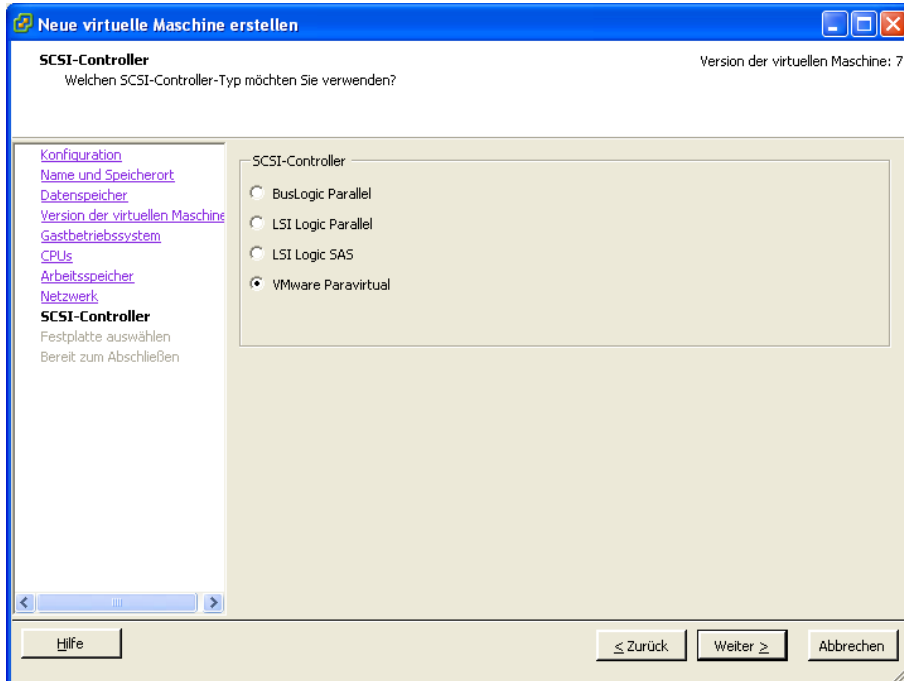 Neue virtuelle Maschine erstellen
SCSI-Controller
Welchen SCSI-Controller-Typ möchten Sie verwenden?
Version der virtuellen Maschine: 7
Konfiguration
Name und Speicherort
Datenspeicher
Version der virtuellen Maschine
Gastbetriebssystem
CPUs
Arbeitsspeicher
Netzwerk
SCSI-Controller
Festplatte auswählen
Bereit zum Abschließen
SCSI-Controller
BusLogic Parallel
LSI Logic Parallel
LSI Logic SAS
VMware Paravirtual
Hilfe
< Zurück
Weiter >
Abbrechen